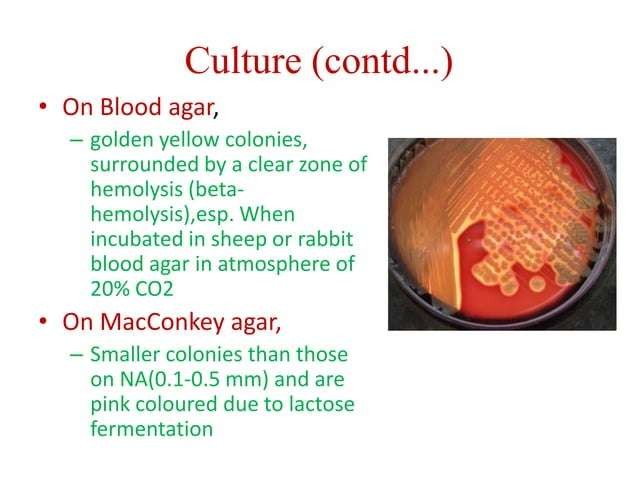 Culture (contd...)
• On Blood agar,
– golden yellow colonies,
surrounded by a clear zone of
hemolysis (beta-
hemolysis),esp. When
incubated in sheep or rabbit
blood agar in atmosphere of
20% CO2
• On MacConkey agar,
– Smaller colonies than those
on NA(0.1-0.5 mm) and are
pink coloured due to lactose
fermentation